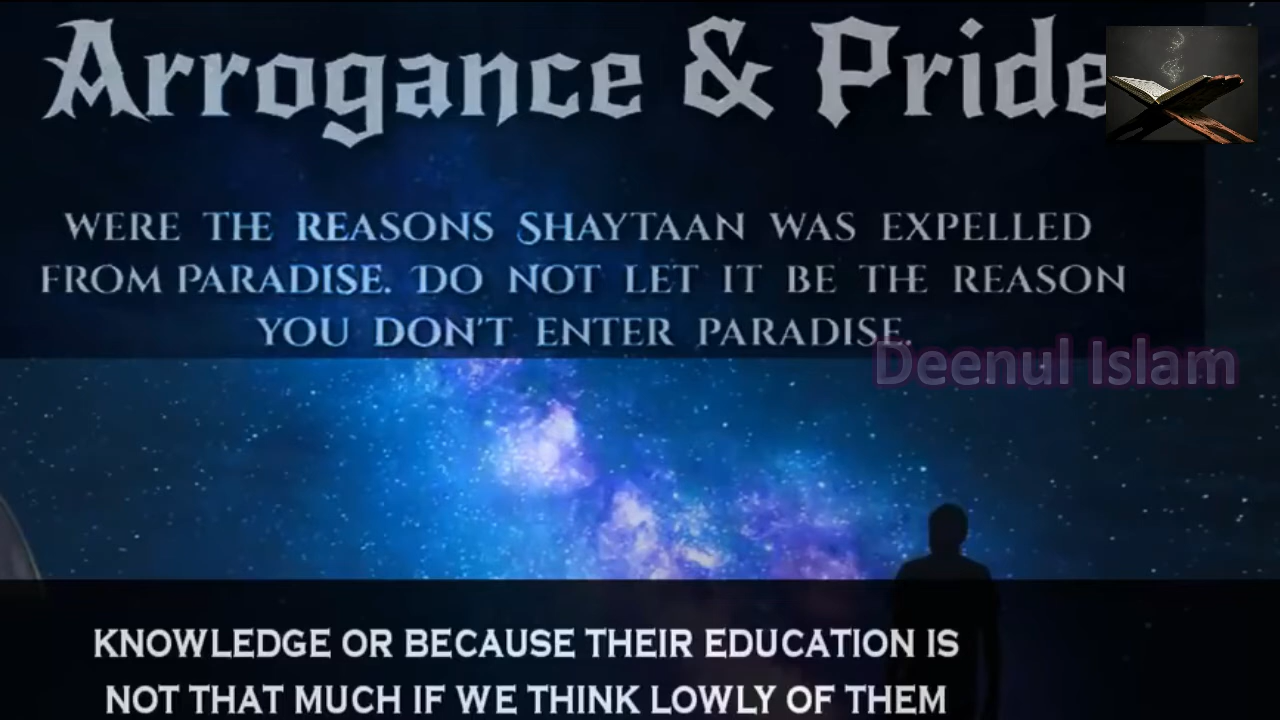 Arrogance & Pride
WERE THE REASONS SHAYTAAN WAS EXPELLED
FROM PARADISE. DO NOT LET IT BE THE REASON
YOU DON'T ENTER PARADISE.
Deenul Islam
KNOWLEDGE OR BECAUSE THEIR EDUCATION IS
NOT THAT MUCH IF WE THINK LOWLY OF THEM